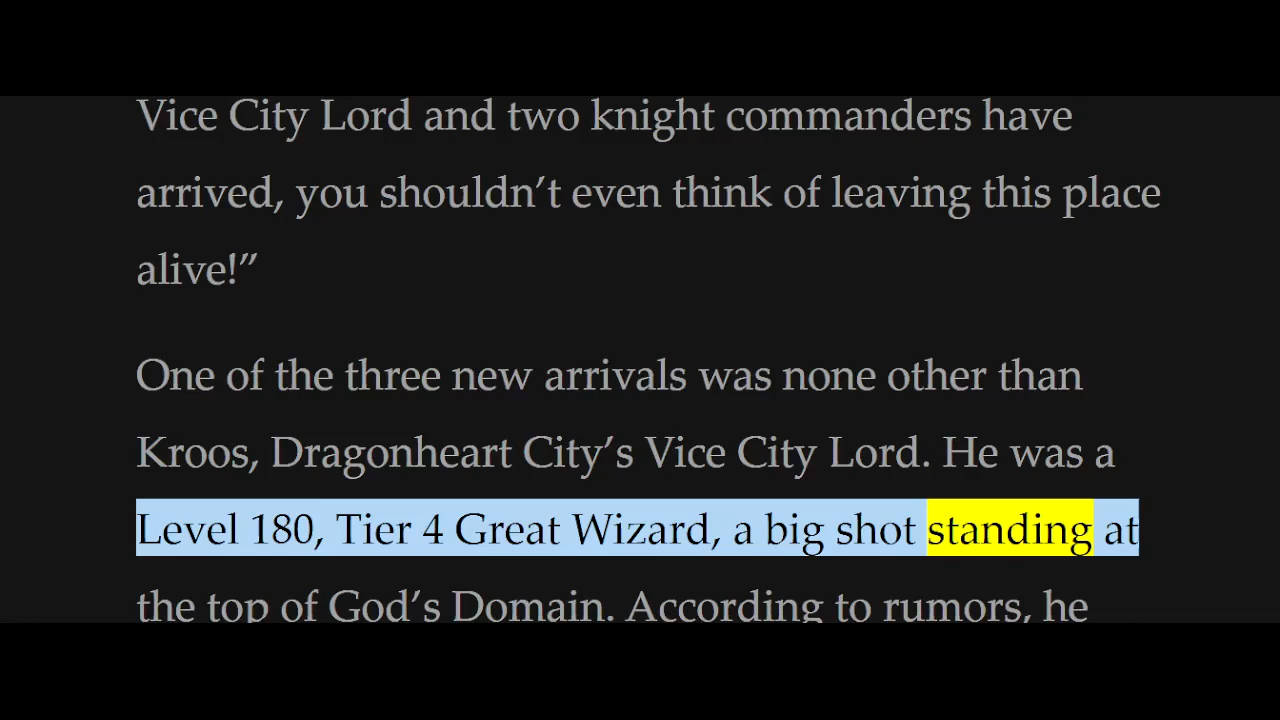 Vice City Lord and two knight commanders have
arrived, you shouldn’t even think of leaving this place
alive!”
One of the three new arrivals was none other than
Kroos, Dragonheart City’s Vice City Lord. He was a
Level 180, Tier 4 Great Wizard, a big shot standing at
the top of God’s Domain. According to rumors, he